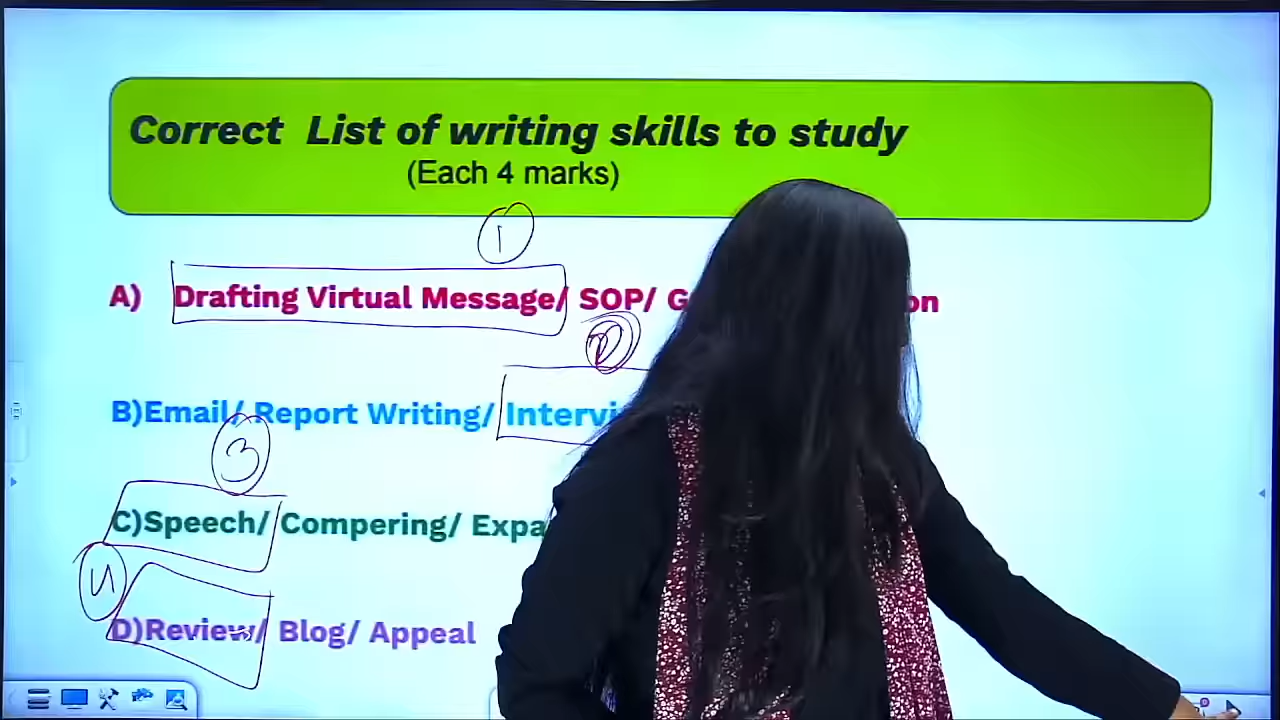 Correct List of writing skills to study
(Each 4 marks)
1
A) Drafting Virtual Message/ SOP/
2
B)Email/ Report Writing/
3
C)Speech/ Compering/
4
D)Review/ Blog/ Appeal